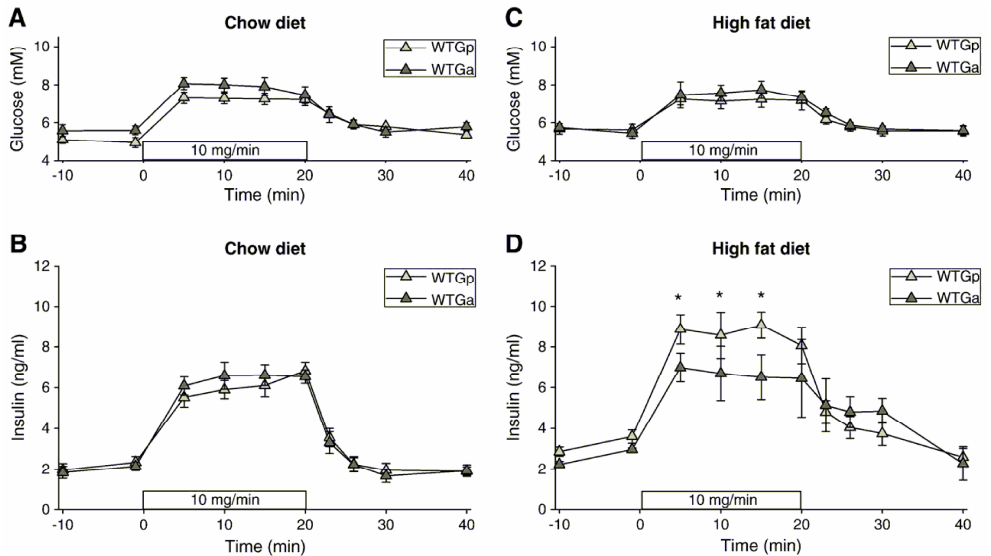 A
Chow diet
Glucose (mM)
10
8
6
4
WTGp
WTGa
10 mg/min
-10 0 10 20 30 40
Time (min)
C
High fat diet
Glucose (mM)
10
8
6
4
WTGp
WTGa
10 mg/min
-10 0 10 20 30 40
Time (min)
B
Chow diet
Insulin (ng/ml)
12
10
8
6
4
2
0
WTGp
WTGa
10 mg/min
-10 0 10 20 30 40
Time (min)
D
High fat diet
Insulin (ng/ml)
12
10
8
6
4
2
0
* * *
WTGp
WTGa
10 mg/min
-10 0 10 20 30 40
Time (min)